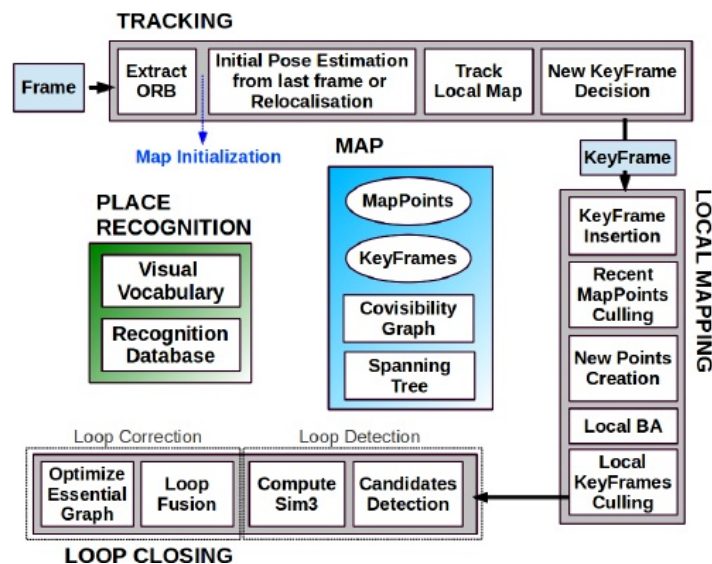 TRACKING
Frame
Extract
ORB
Initial Pose Estimation
from last frame or
Relocalisation
Track
Local Map
New KeyFrame
Decision
Map Initialization
KeyFrame
MAP
MapPoints
KeyFrames
Covisibility
Graph
Spanning
Tree
PLACE
RECOGNITION
Visual
Vocabulary
Recognition
Database
LOCAL MAPPING
KeyFrame
Insertion
Recent
MapPoints
Culling
New Points
Creation
Local BA
Local
KeyFrames
Culling
Loop Correction
Loop Detection
Optimize
Essential
Graph
Loop
Fusion
Compute
Sim3
Candidates
Detection
LOOP CLOSING